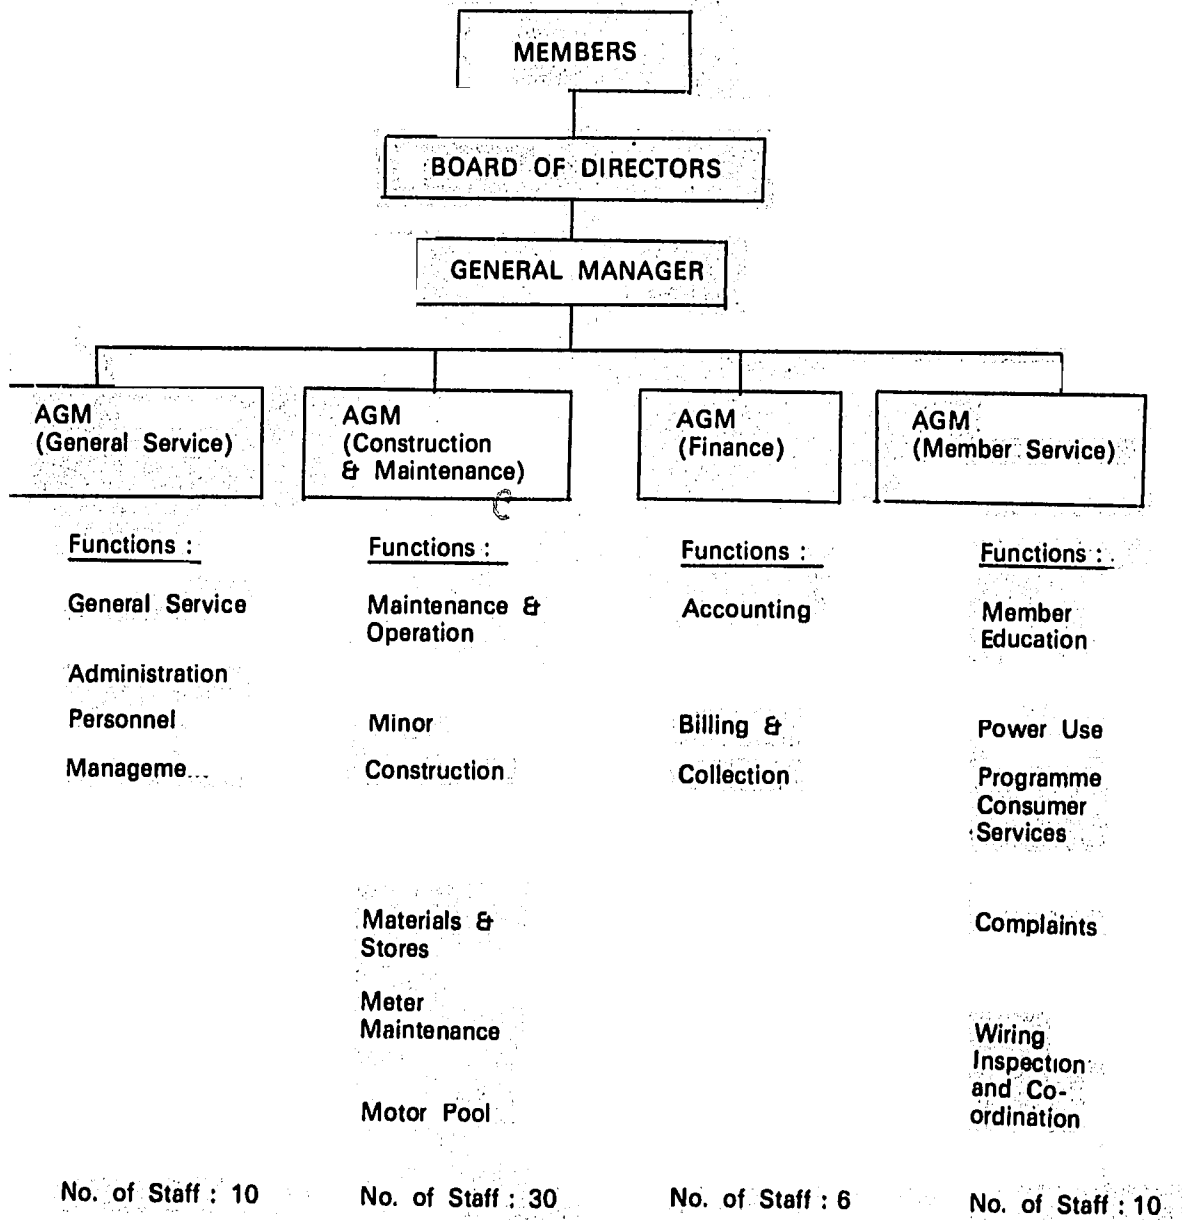 MEMBERS
BOARD OF DIRECTORS
GENERAL MANAGER
AGM
(General Service)
AGM
(Construction
& Maintenance)
AGM
(Finance)
AGM
(Member Service)
Functions :
General Service
Administration
Personnel
Manageme...
No. of Staff : 10
Functions :
Maintenance &
Operation
Minor
Construction
Materials &
Stores
Meter
Maintenance
Motor Pool
No. of Staff : 30
Functions :
Accounting
Billing &
Collection
No. of Staff : 6
Functions :
Member
Education
Power Use
Programme
Consumer
Services
Complaints
Wiring
Inspection
and Co-
ordination
No. of Staff : 10